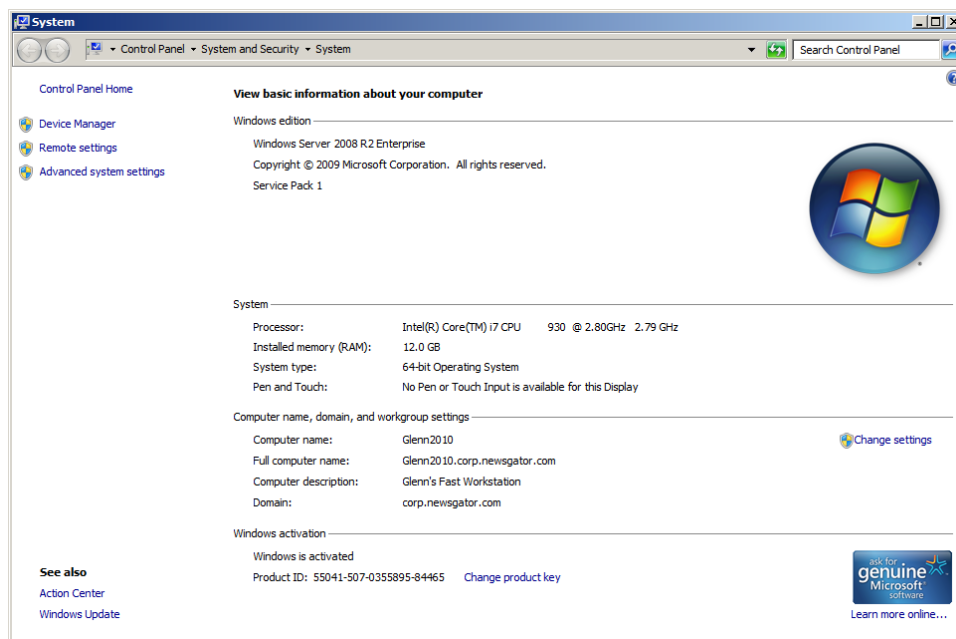 System
Control Panel System and Security System
Search Control Panel
Control Panel Home
Device Manager
Remote settings
Advanced system settings
View basic information about your computer
Windows edition
Windows Server 2008 R2 Enterprise
Copyright © 2009 Microsoft Corporation. All rights reserved.
Service Pack 1
System
Processor: Intel(R) Core(TM) i7 CPU 930 @ 2.80GHz 2.79 GHz
Installed memory (RAM): 12.0 GB
System type: 64-bit Operating System
Pen and Touch: No Pen or Touch Input is available for this Display
Computer name, domain, and workgroup settings
Computer name: Glenn2010
Change settings
Full computer name: Glenn2010.corp.newsgator.com
Computer description: Glenn's Fast Workstation
Domain: corp.newsgator.com
Windows activation
Windows is activated
Product ID: 55041-507-0355895-84465 Change product key
ask for
genuine
Microsoft
software
Learn more online...
See also
Action Center
Windows Update